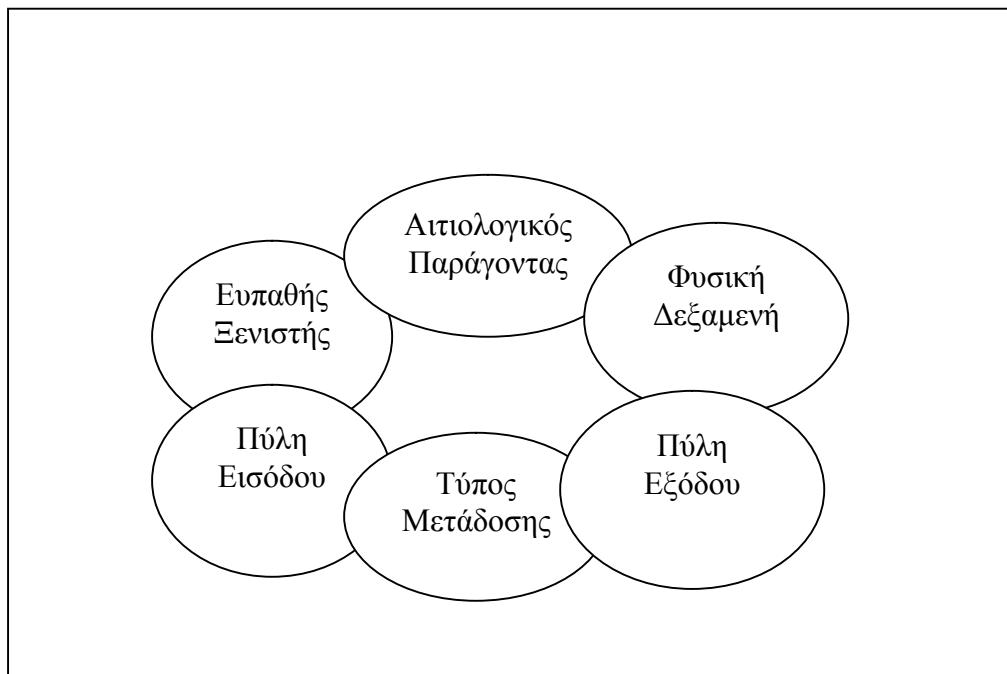 Αιτιολογικός
Παράγοντας
Φυσική
Δεξαμενή
Ευπαθής
Ξενιστής
Πύλη
Εισόδου
Τύπος
Μετάδοσης
Πύλη
Εξόδου